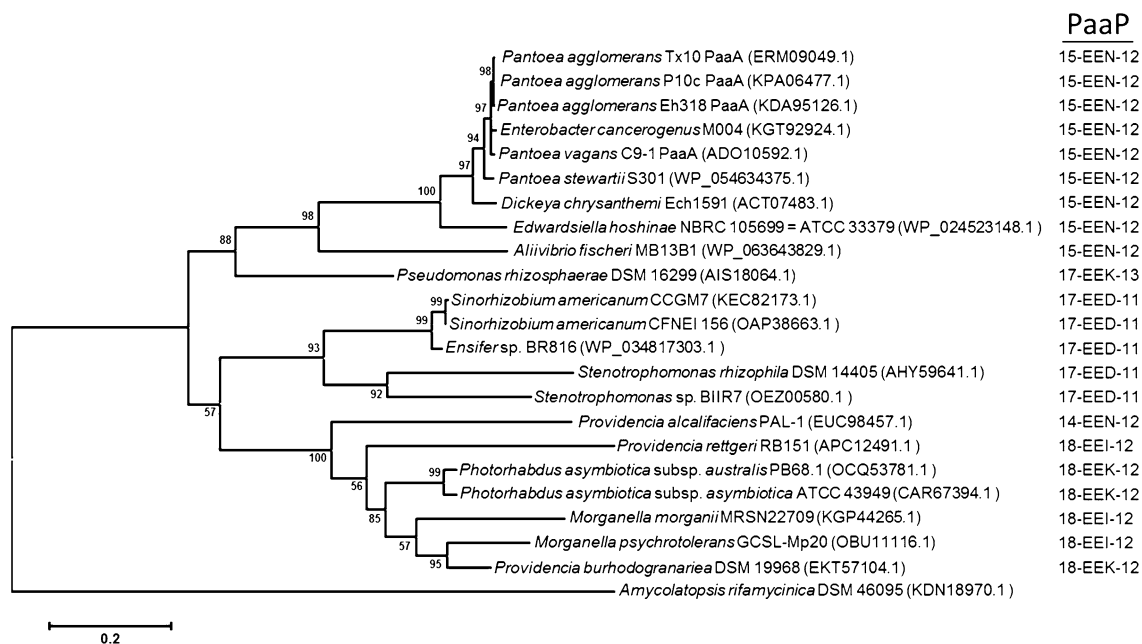 PaaP
98
Pantoea agglomerans Tx10 PaaA (ERM09049.1) 15-EEN-12
Pantoea agglomerans P10c PaaA (KPA06477.1) 15-EEN-12
97
Pantoea agglomerans Eh318 PaaA (KDA95126.1) 15-EEN-12
Enterobacter cancerogenus M004 (KGT92924.1) 15-EEN-12
94
Pantoea vagans C9-1 PaaA (ADO10592.1) 15-EEN-12
97
Pantoea stewartii S301 (WP_054634375.1) 15-EEN-12
100
Dickeya chrysanthemi Ech1591 (ACT07483.1) 15-EEN-12
98
Edwardsiella hoshinae NBRC 105699 = ATCC 33379 (WP_024523148.1) 15-EEN-12
88
Aliivibrio fischeri MB13B1 (WP_063643829.1) 15-EEN-12
Pseudomonas rhizosphaerae DSM 16299 (AIS18064.1) 17-EEK-13
99
Sinorhizobium americanum CCGM7 (KEC82173.1) 17-EED-11
99
Sinorhizobium americanum CFNEI 156 (OAP38663.1) 17-EED-11
93
Ensifer sp. BR816 (WP_034817303.1) 17-EED-11
Stenotrophomonas rhizophila DSM 14405 (AHY59641.1) 17-EED-11
92
Stenotrophomonas sp. BIIR7 (OEZ00580.1) 17-EED-11
57
Providencia alcalifaciens PAL-1 (EUC98457.1) 14-EEN-12
100
Providencia rettgeri RB151 (APC12491.1) 18-EEI-12
99
Photorhabdus asymbiotica subsp. australis PB68.1 (OCQ53781.1) 18-EEK-12
56
Photorhabdus asymbiotica subsp. asymbiotica ATCC 43949 (CAR67394.1) 18-EEK-12
85
Morganella morganii MRSN22709 (KGP44265.1) 18-EEI-12
57
Morganella psychrotolerans GCSL-Mp20 (OBU11116.1) 18-EEI-12
95
Providencia burhodogranariea DSM 19968 (EKT57104.1) 18-EEK-12
Amycolatopsis rifamycinica DSM 46095 (KDN18970.1)
0.2